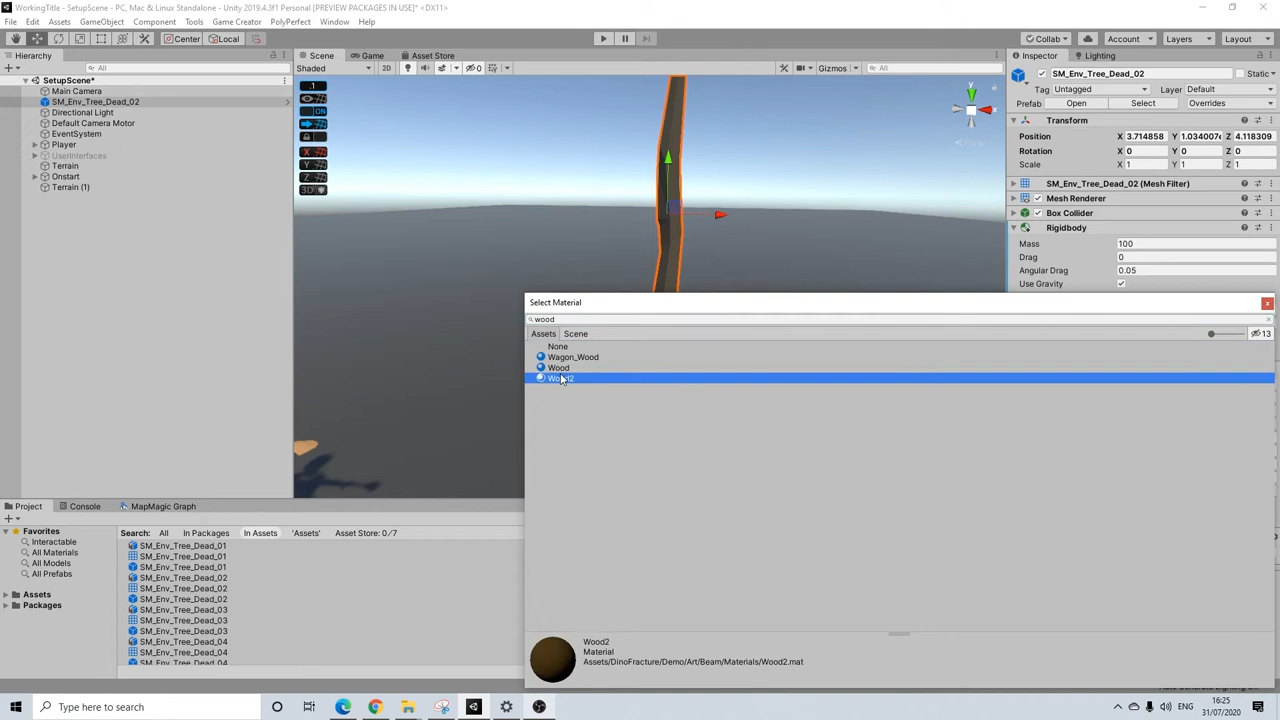 WorkingTitle - SetupScene - PC, Mac & Linux Standalone - Unity 2019.4.3f1 Personal [PREVIEW PACKAGES IN USE]* <DX11>
File Edit Assets GameObject Component Tools Game Creator PolyPerfect Window Help
Center Local Collab Account Layers Layout
Hierarchy
All
SetupScene*
Main Camera
SM_Env_Tree_Dead_02
Directional Light
Default Camera Motor
EventSystem
Player
UserInterfaces
Terrain
Onstart
Terrain (1)
Scene Game Asset Store
Shaded 2D 0 Gizmos All
.1
ON
X
Y
Z
3D
y
x
Inspector Lighting
SM_Env_Tree_Dead_02 Static
Tag Untagged Layer Default
Prefab Open Select Overrides
Transform
Position X 3.714858 Y 1.034007 Z 4.118309
Rotation X 0 Y 0 Z 0
Scale X 1 Y 1 Z 1
SM_Env_Tree_Dead_02 (Mesh Filter)
Mesh Renderer
Box Collider
Rigidbody
Mass 100
Drag 0
Angular Drag 0.05
Use Gravity
Select Material
wood
Assets Scene 13
None
Wagon_Wood
Wood
Wood2
Wood2
Material
Assets/DinoFracture/Demo/Art/Beam/Materials/Wood2.mat
Project Console MapMagic Graph
Favorites
Interactable
All Materials
All Models
All Prefabs
Assets
Packages
Search: All In Packages In Assets 'Assets' Asset Store: 0/7
SM_Env_Tree_Dead_01
SM_Env_Tree_Dead_01
SM_Env_Tree_Dead_01
SM_Env_Tree_Dead_02
SM_Env_Tree_Dead_02
SM_Env_Tree_Dead_02
SM_Env_Tree_Dead_03
SM_Env_Tree_Dead_03
SM_Env_Tree_Dead_03
SM_Env_Tree_Dead_04
SM_Env_Tree_Dead_04
SM_Env_Tree_Dead_04
Type here to search
ENG
16:25
31/07/2020